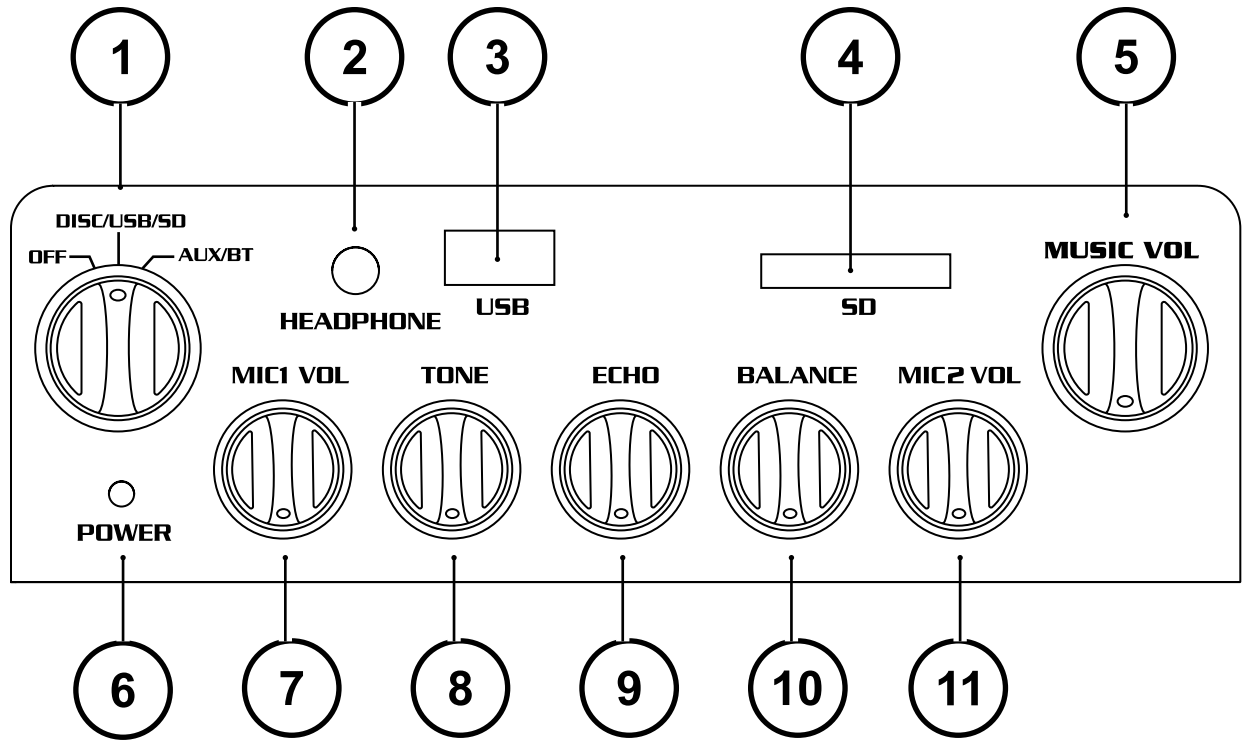 1 2 3 4 5
DISC/USB/SD
OFF AUX/BT
MUSIC VOL
USB SD
HEADPHONE
MIC1 VOL TONE ECHO BALANCE MIC2 VOL
POWER
6 7 8 9 10 11